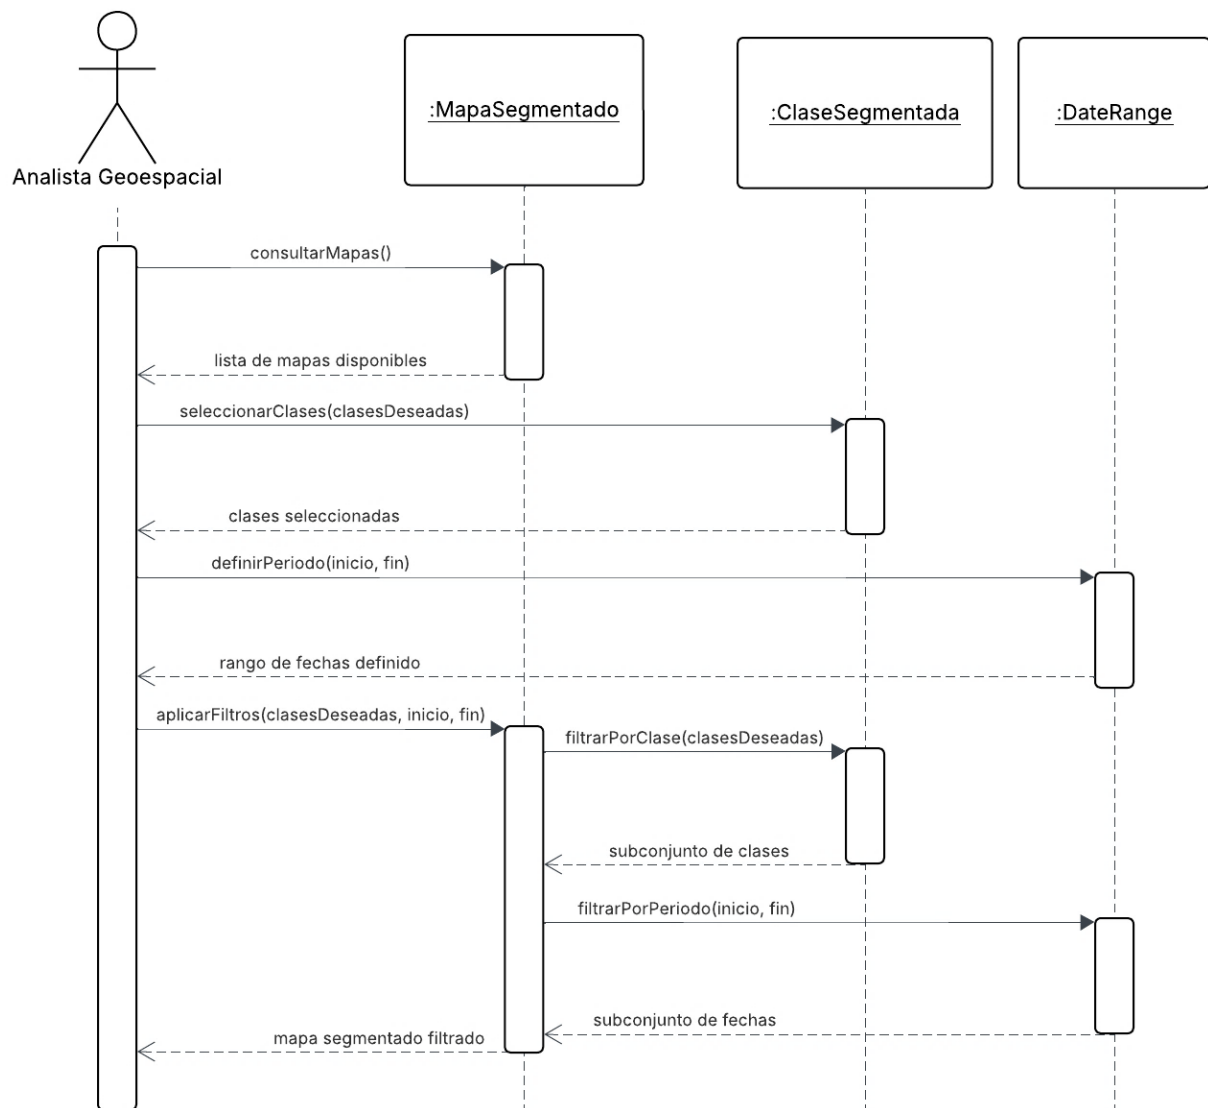 :MapaSegmentado
:ClaseSegmentada
:DateRange
Analista Geoespacial
consultarMapas()
lista de mapas disponibles
seleccionarClases(clasesDeseadas)
clases seleccionadas
definirPeriodo(inicio, fin)
rango de fechas definido
aplicarFiltros(clasesDeseadas, inicio, fin)
filtrarPorClase(clasesDeseadas)
subconjunto de clases
filtrarPorPeriodo(inicio, fin)
subconjunto de fechas
mapa segmentado filtrado